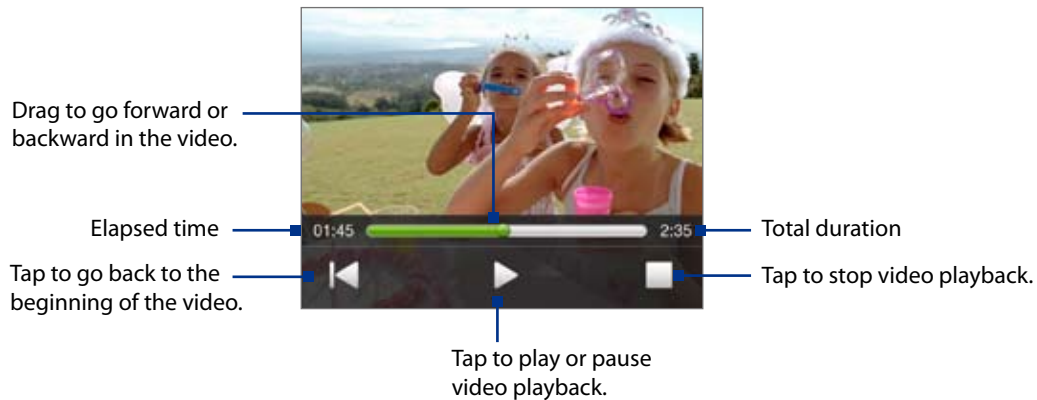 Drag to go forward or
backward in the video.
Elapsed time
01:45
2:35
Total duration
Tap to go back to the
beginning of the video.
Tap to stop video playback.
Tap to play or pause
video playback.